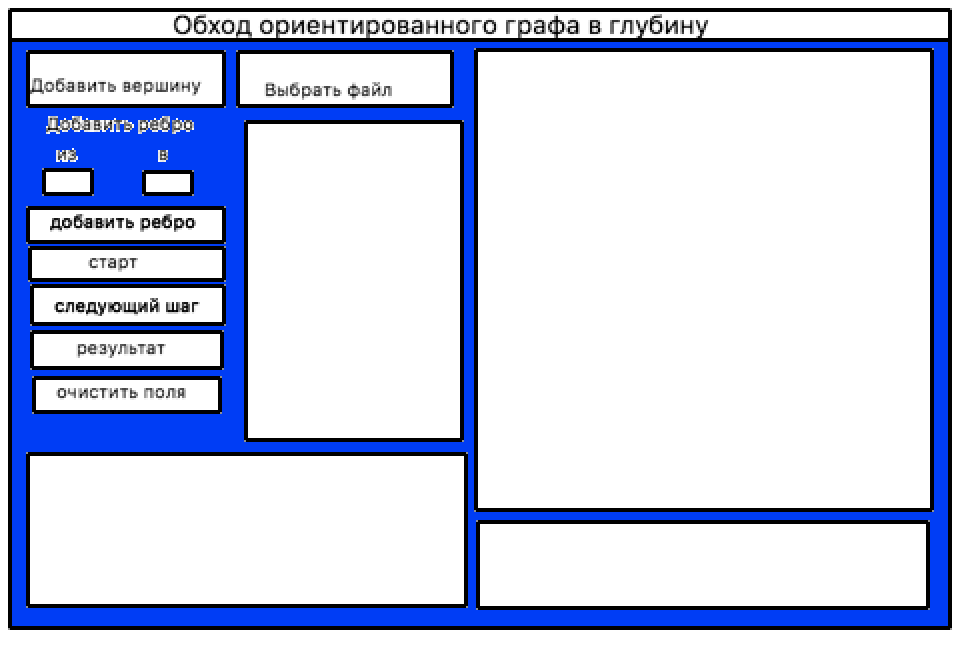 Обход ориентированного графа в глубину
Добавить вершину
Выбрать файл
Добавить ребро
из
в
добавить ребро
старт
следующий шаг
результат
очистить поля